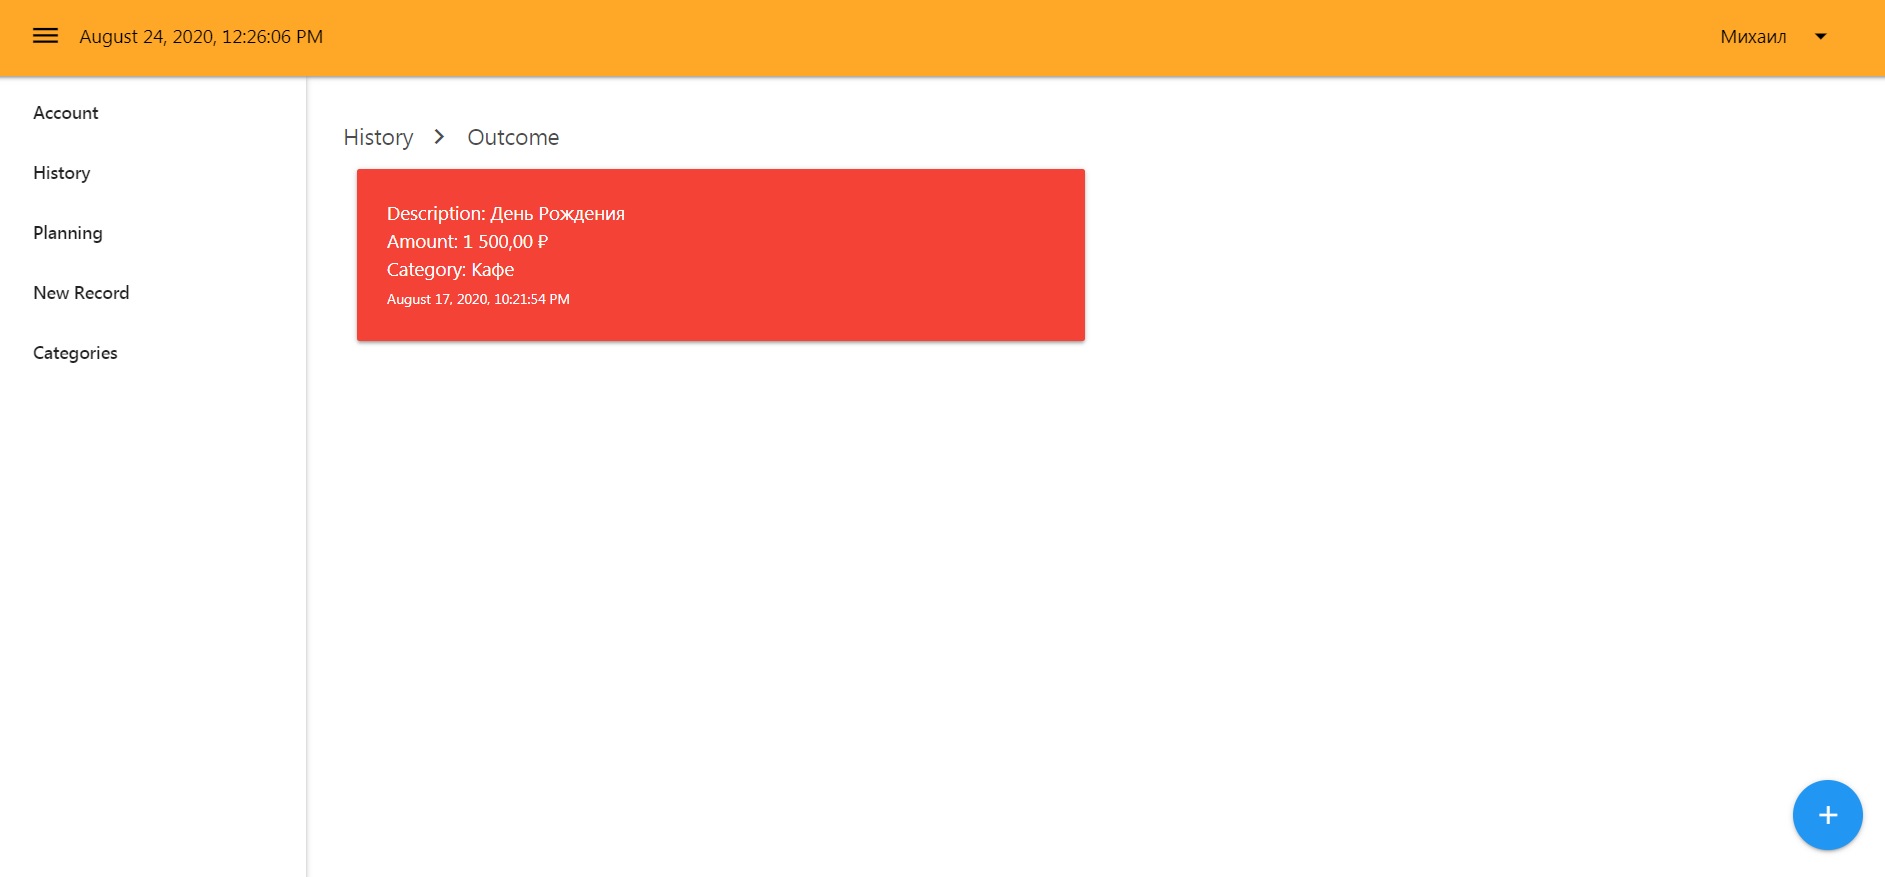 August 24, 2020, 12:26:06 PM
Михаил
Account
History
Planning
New Record
Categories
History > Outcome
Description: День Рождения
Amount: 1 500,00 ₽
Category: Кафе
August 17, 2020, 10:21:54 PM
+